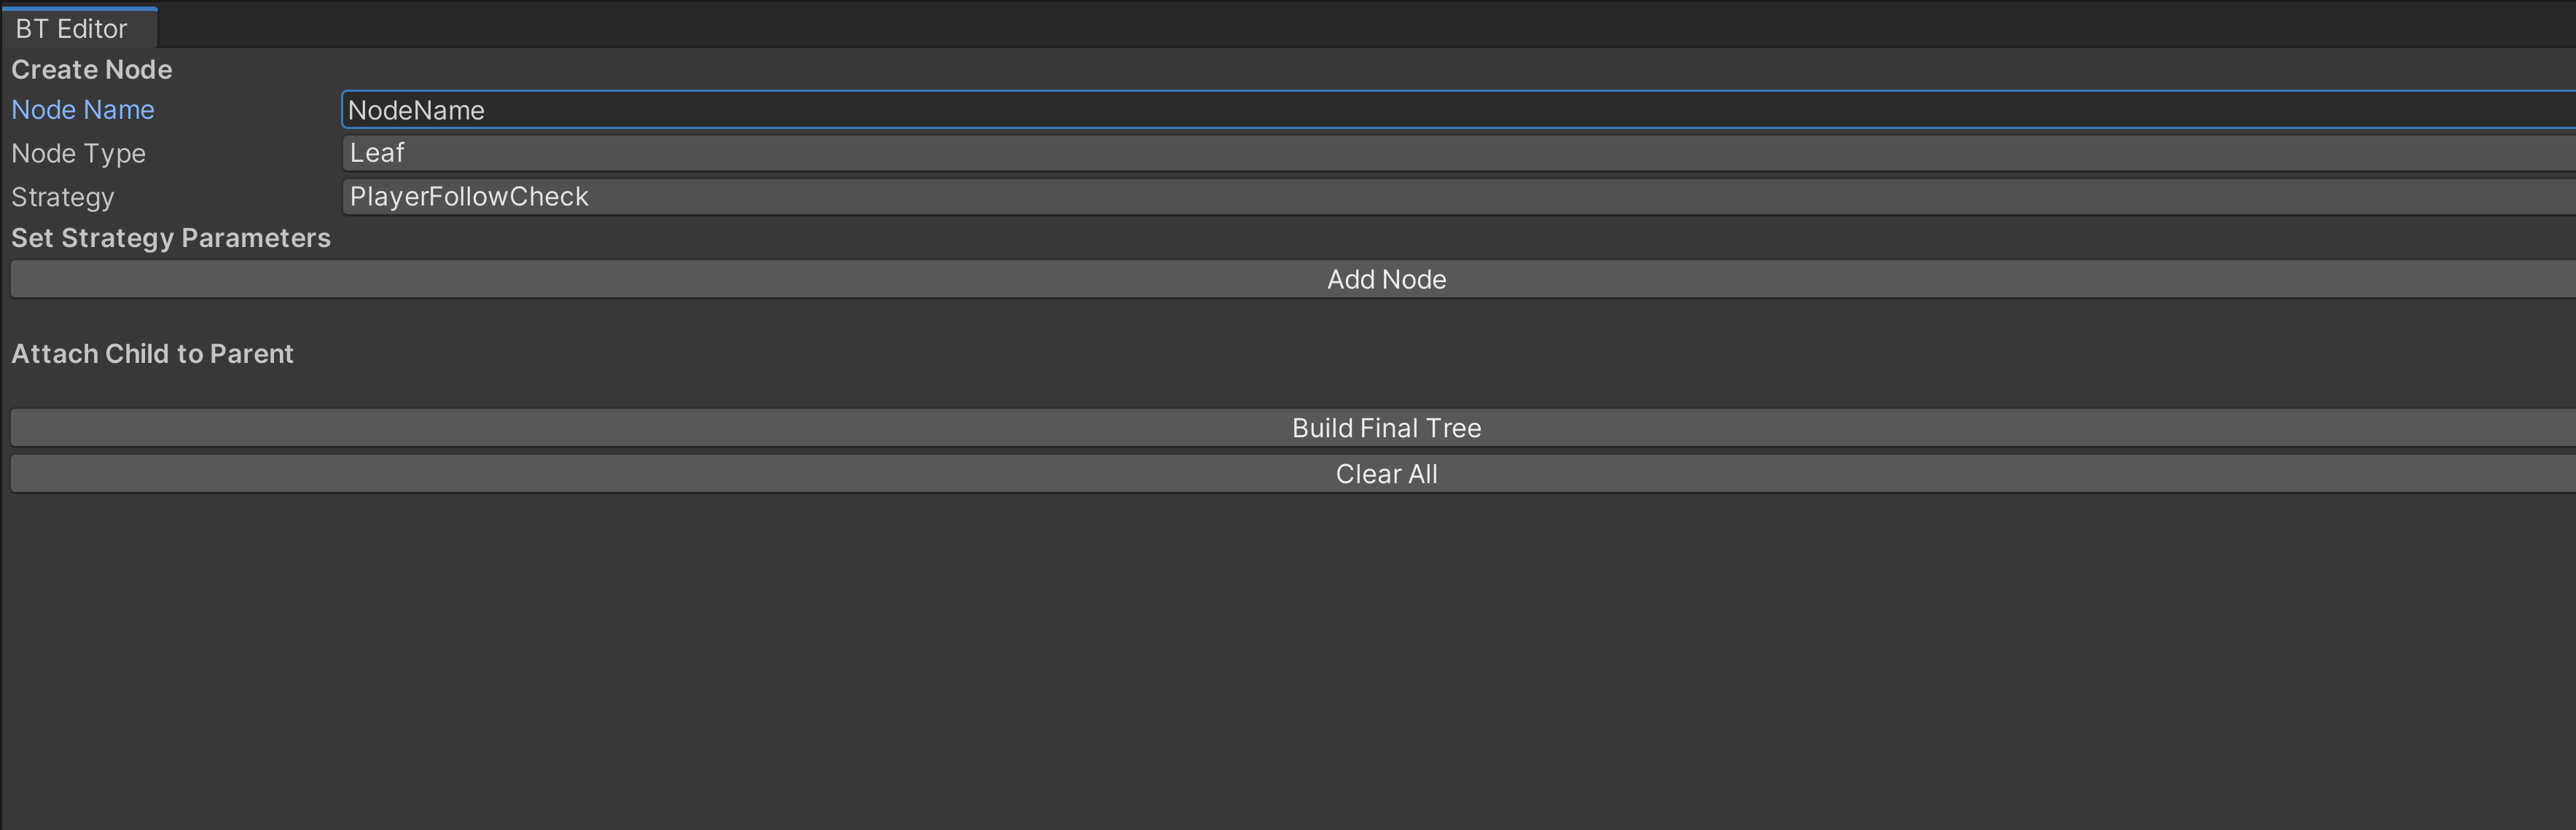 BT Editor
Create Node
Node Name NodeName
Node Type Leaf
Strategy PlayerFollowCheck
Set Strategy Parameters
Add Node
Attach Child to Parent
Build Final Tree
Clear All